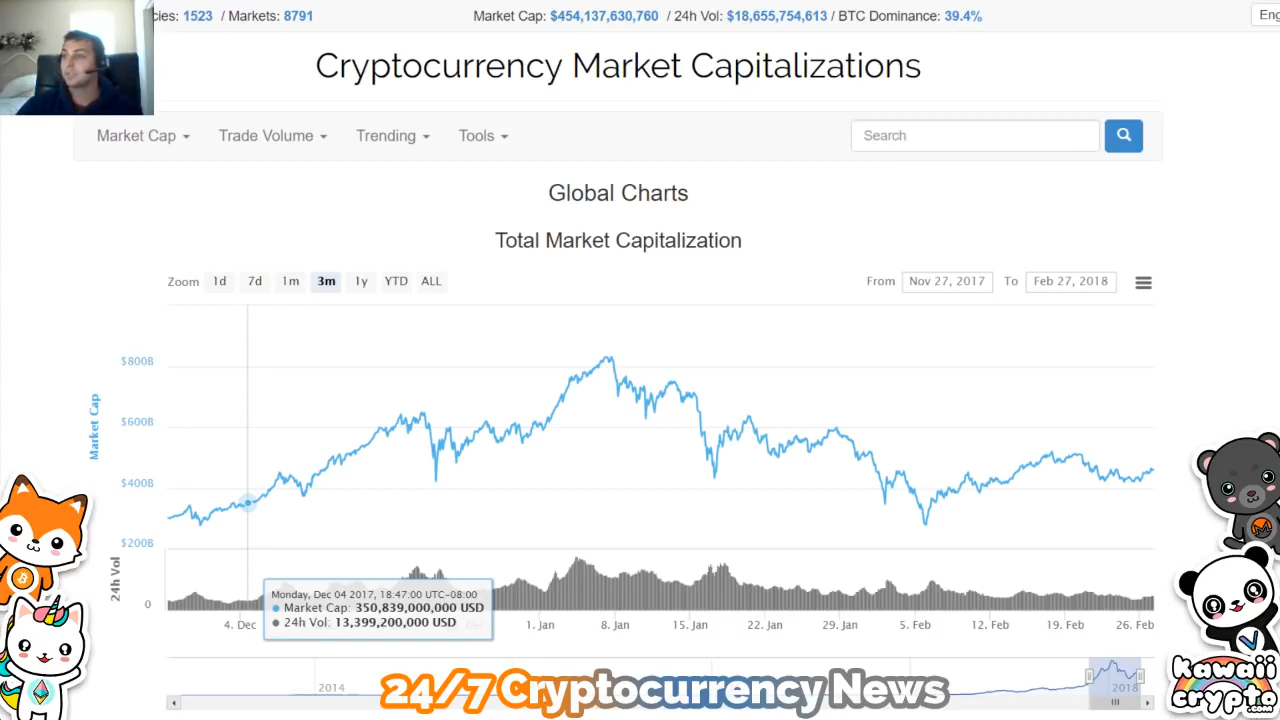 cies: 1523 / Markets: 8791 Market Cap: $454,137,630,760 / 24h Vol: $18,655,754,613 / BTC Dominance: 39.4% Eng
Cryptocurrency Market Capitalizations
Market Cap Trade Volume Trending Tools Search
Global Charts
Total Market Capitalization
Zoom 1d 7d 1m 3m 1y YTD ALL From Nov 27, 2017 To Feb 27, 2018
$800B
$600B
Market Cap
$400B
$200B
24h Vol
0
Monday, Dec 04 2017, 18:47:00 UTC-08:00
Market Cap: 350,839,000,000 USD
24h Vol: 13,399,200,000 USD
4. Dec 1. Jan 8. Jan 15. Jan 22. Jan 29. Jan 5. Feb 12. Feb 19. Feb 26. Feb
2014 2018
24/7 Cryptocurrency News
kawaii
crypto
.com